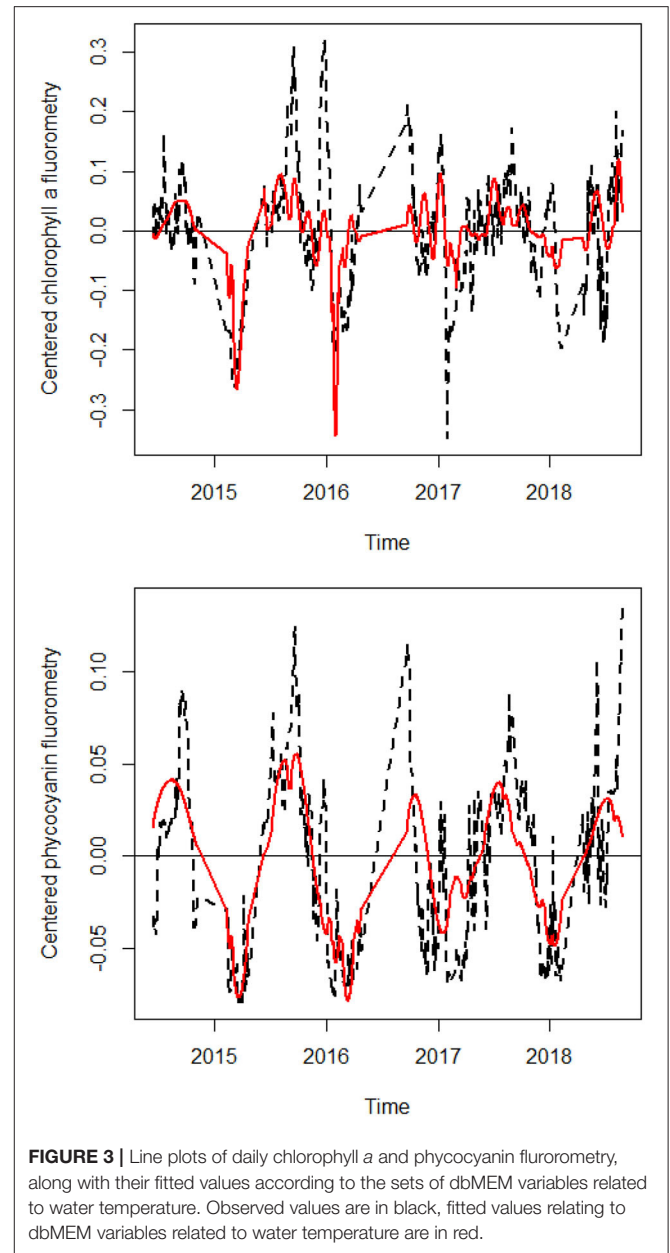 Centered chlorophyll a fluorometry
0.3
0.2
0.1
0.0
-0.1
-0.2
-0.3
2015 2016 2017 2018
Time
Centered phycocyanin fluorometry
0.10
0.05
0.00
-0.05
2015 2016 2017 2018
Time
FIGURE 3 | Line plots of daily chlorophyll a and phycocyanin flurorometry,
along with their fitted values according to the sets of dbMEM variables related
to water temperature. Observed values are in black, fitted values relating to
dbMEM variables related to water temperature are in red.